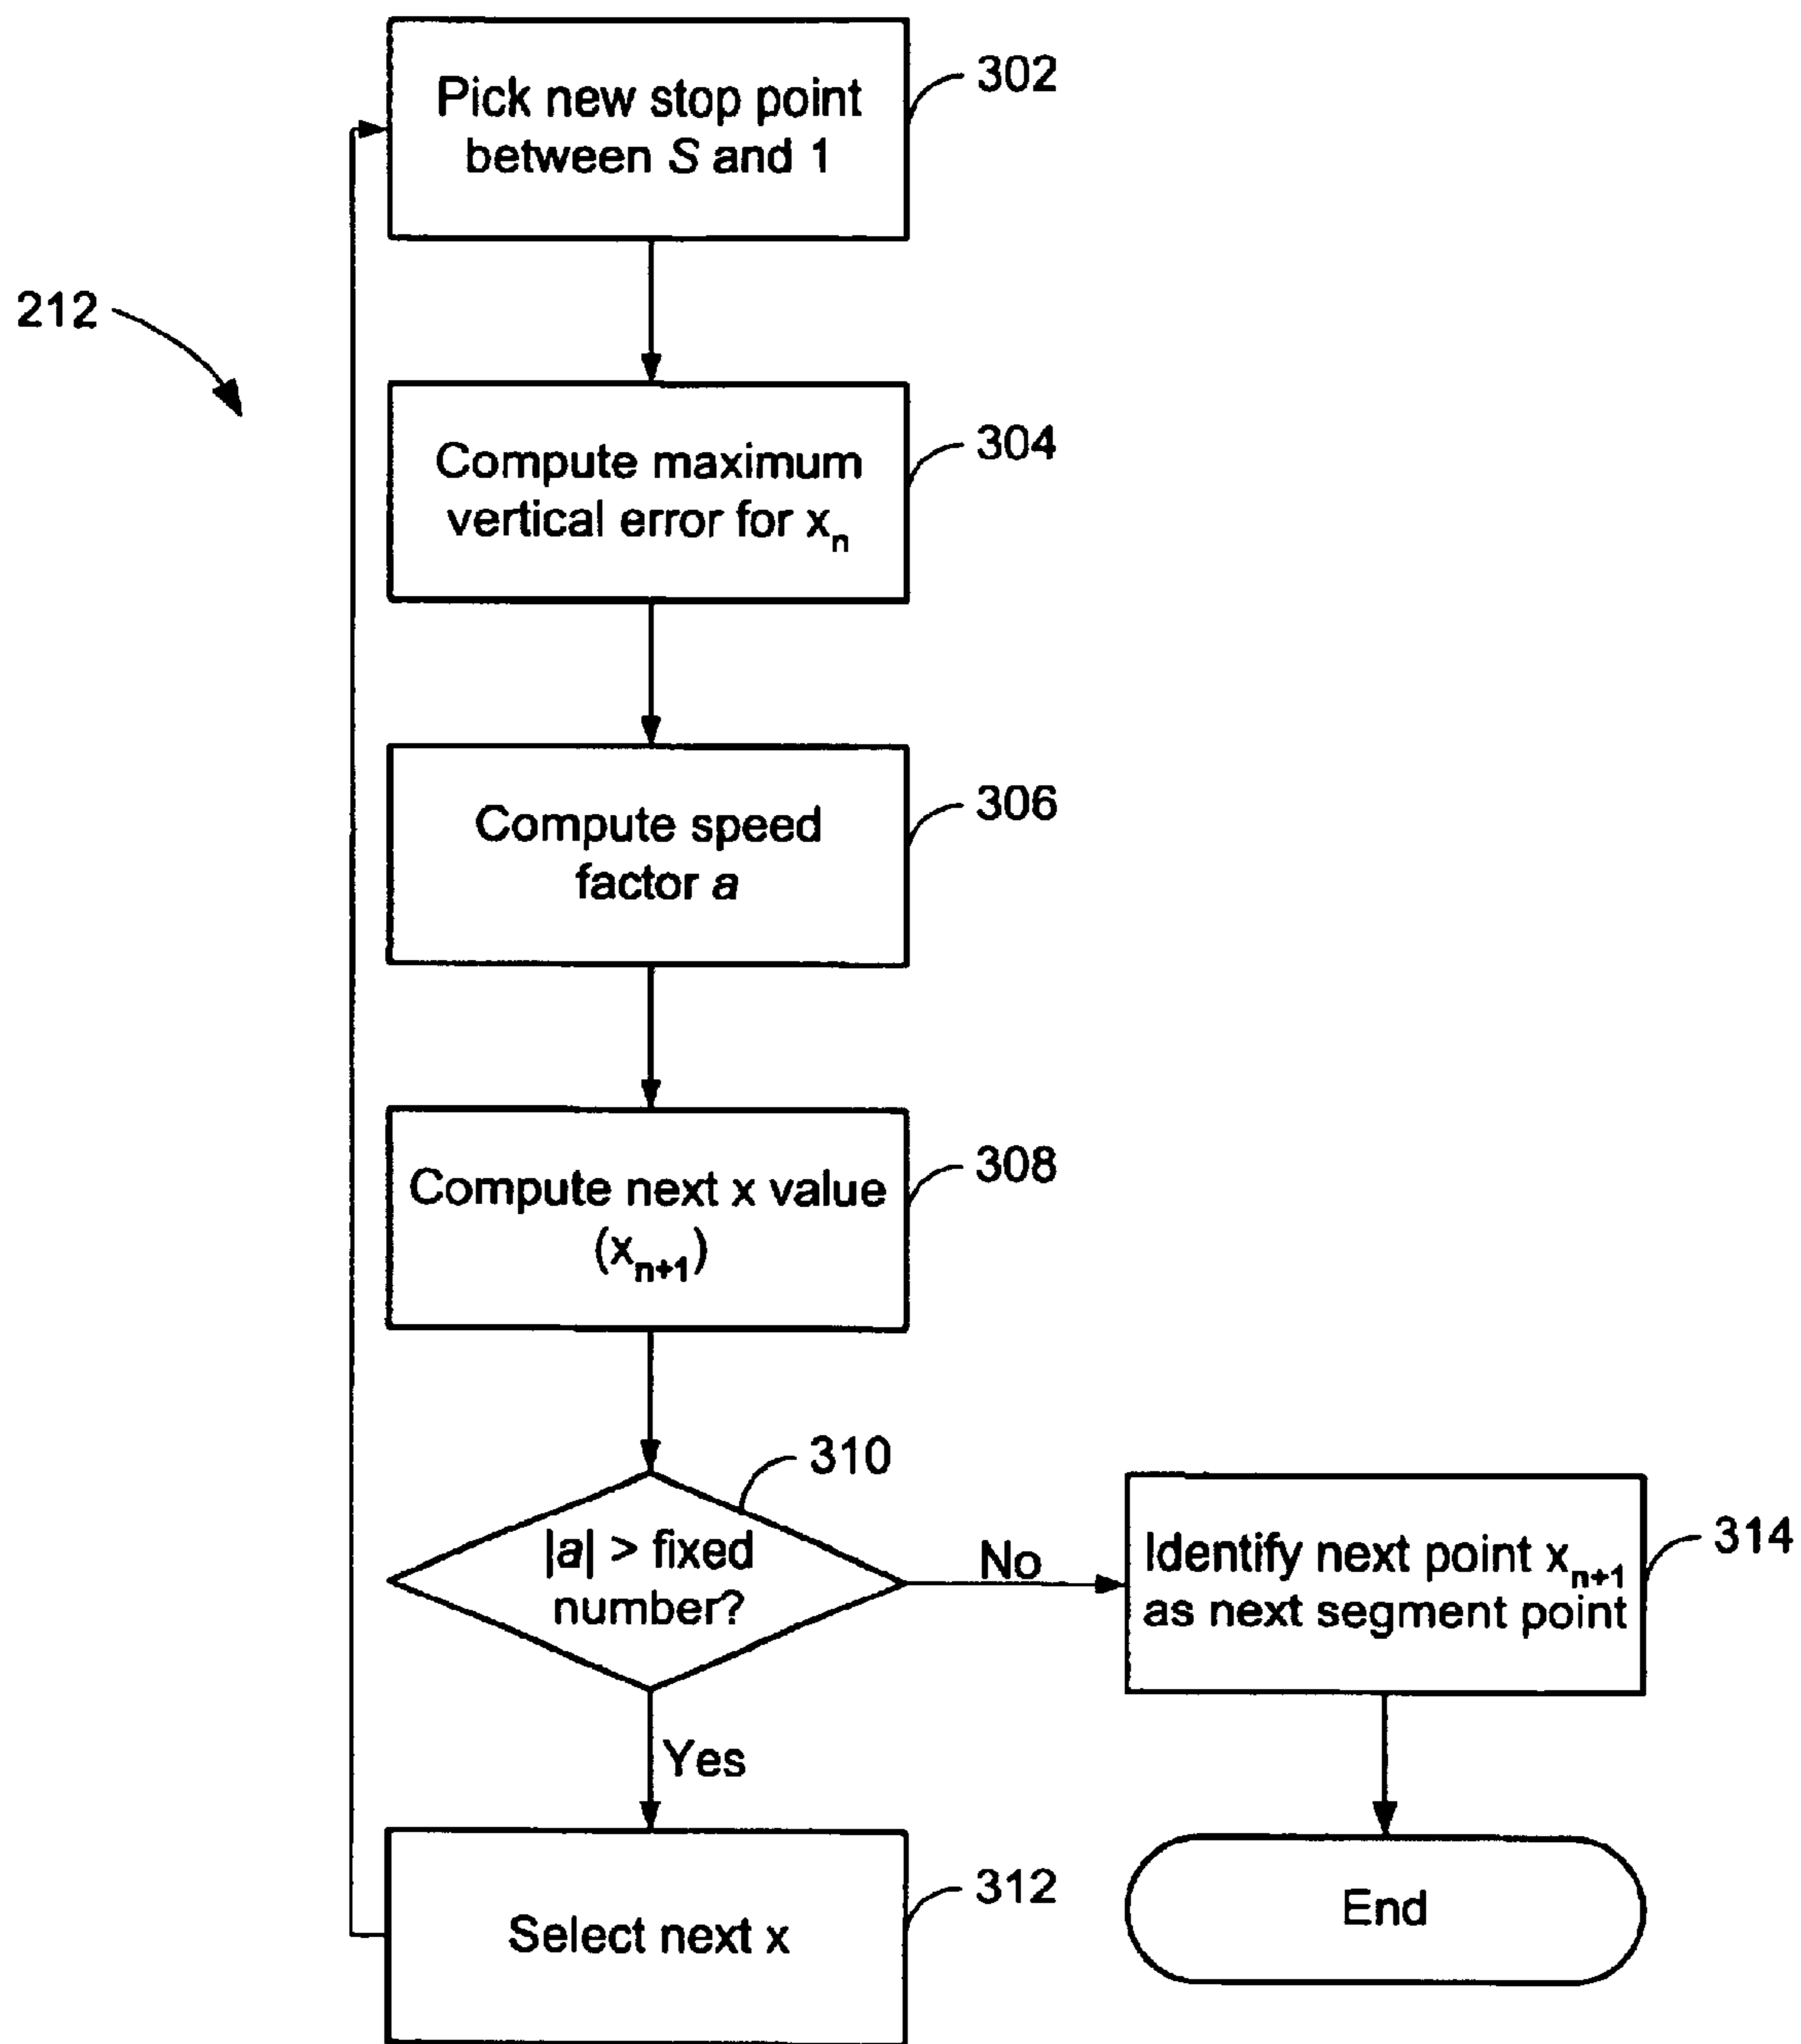 Pick new stop point
between S and 1
302
212
Compute maximum
vertical error for xₙ
304
Compute speed
factor a
306
Compute next x value
(xₙ₊₁)
308
310
|a| > fixed
number?
No
Identify next point xₙ₊₁
as next segment point
314
Yes
Select next x
312
End